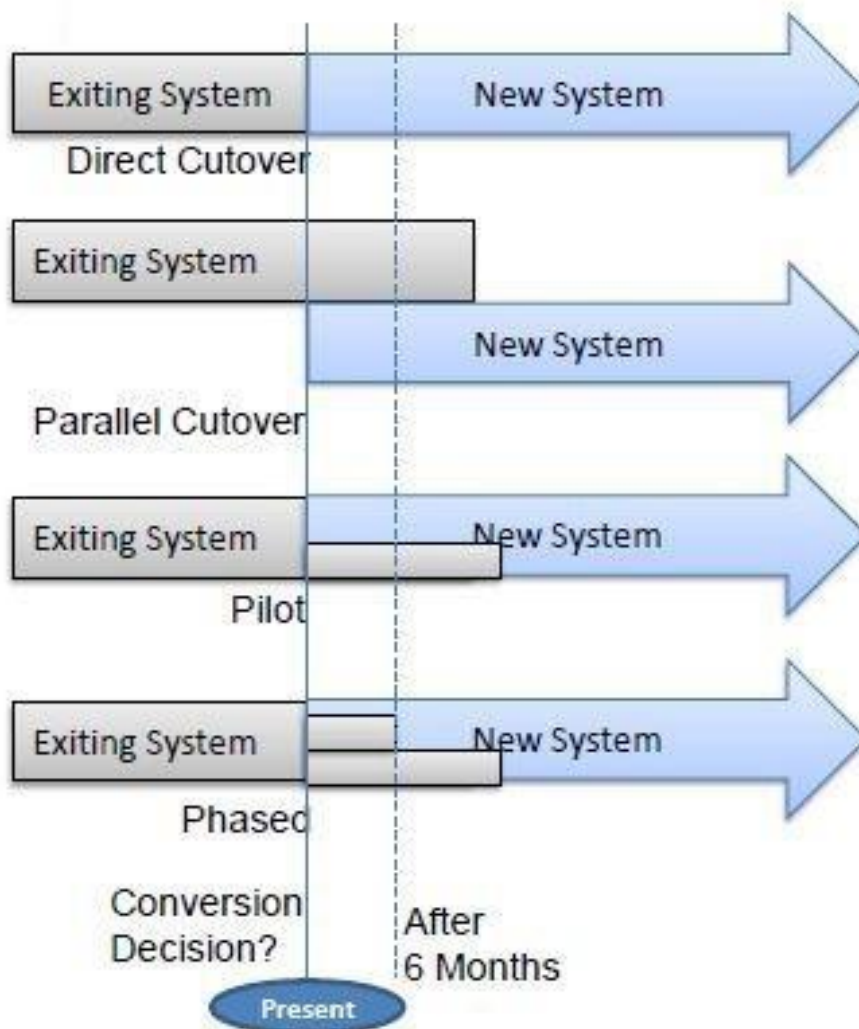 Exiting System
New System
Direct Cutover
Exiting System
New System
Parallel Cutover
Exiting System
New System
Pilot
Exiting System
New System
Phased
Conversion
Decision?
After
6 Months
Present